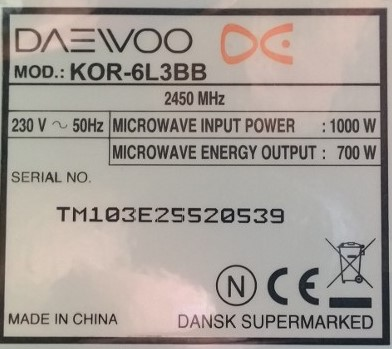 DAEWOO
MOD.: KOR-6L3BB
2450 MHz
230 V ~ 50Hz MICROWAVE INPUT POWER : 1000 W
MICROWAVE ENERGY OUTPUT : 700 W
SERIAL NO.
TM103E25520539
N CE
MADE IN CHINA DANSK SUPERMARKED